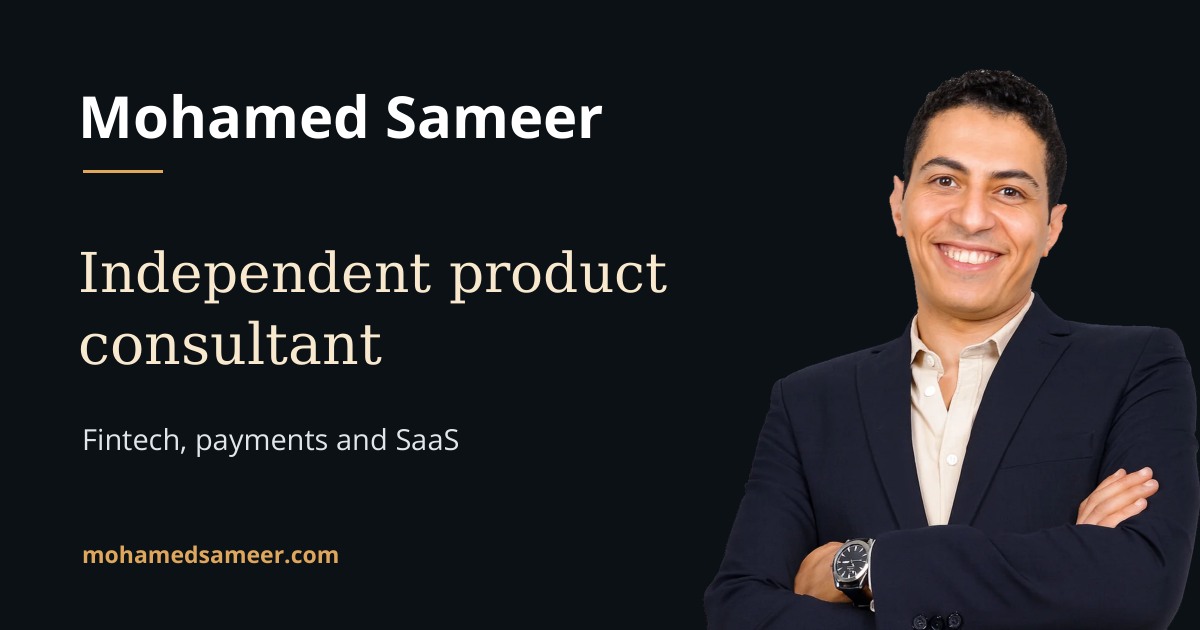 Mohamed Sameer
Independent product
consultant
Fintech, payments and SaaS
mohamedsameer.com